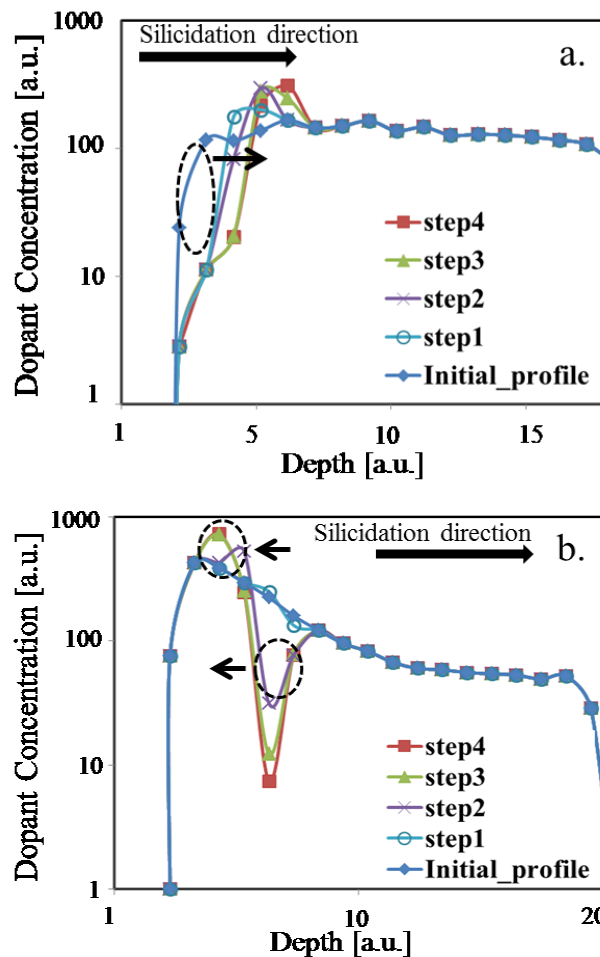 1000
Silicidation direction
a.
100
10
1
Dopant Concentration [a.u.]
step4
step3
step2
step1
Initial_profile
1
5
10
15
Depth [a.u.]
1000
Silicidation direction
b.
100
10
1
Dopant Concentration [a.u.]
step4
step3
step2
step1
Initial_profile
1
10
20
Depth [a.u.]